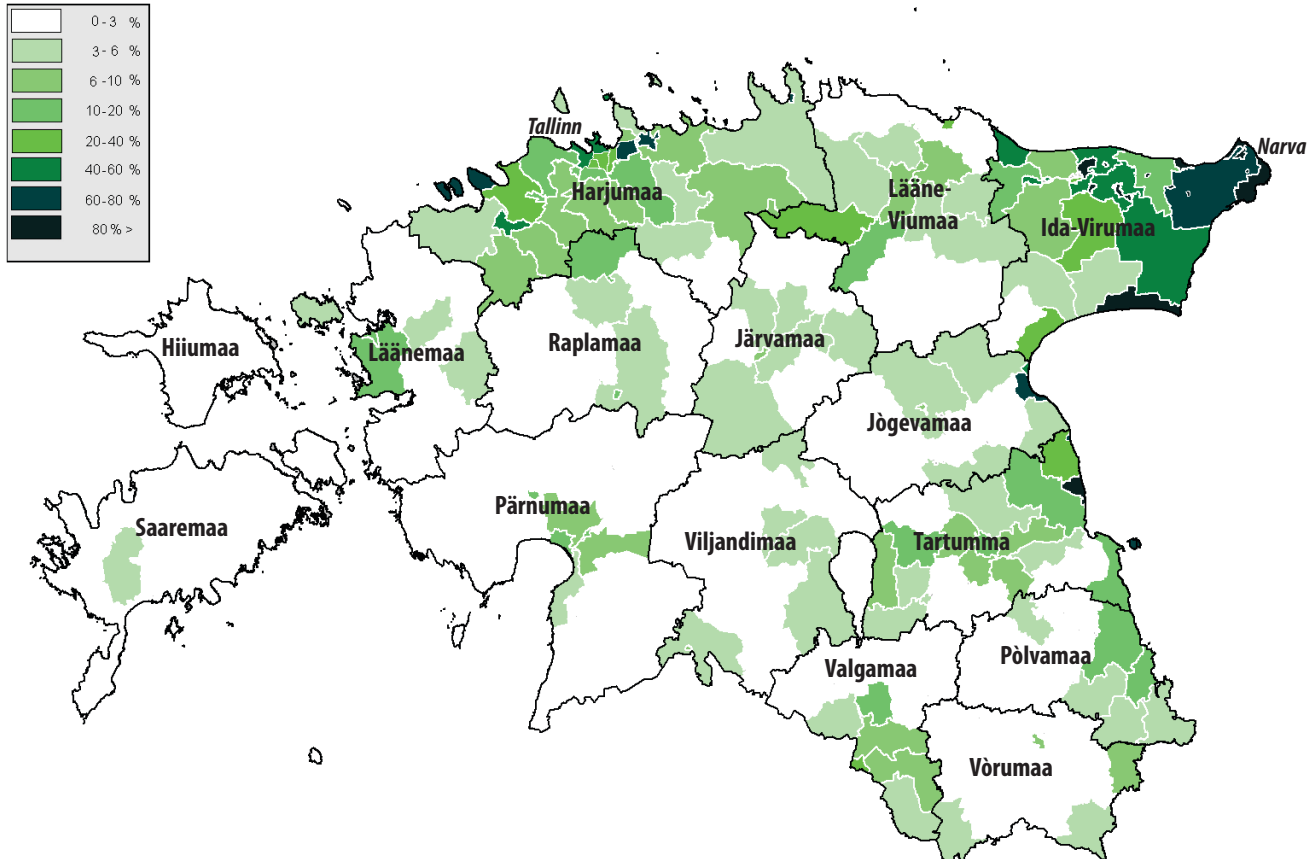 0-3 %
3-6 %
6-10 %
10-20 %
20-40 %
40-60 %
60-80 %
80 % >
Tallinn
Narva
Harjumaa
Lääne-
Viumaa
Ida-Virumaa
Hiiumaa
Läänemaa
Raplamaa
Järvamaa
Jògevamaa
Saaremaa
Pärnumaa
Viljandimaa
Tartumma
Valgamaa
Pòlvamaa
Vòrumaa